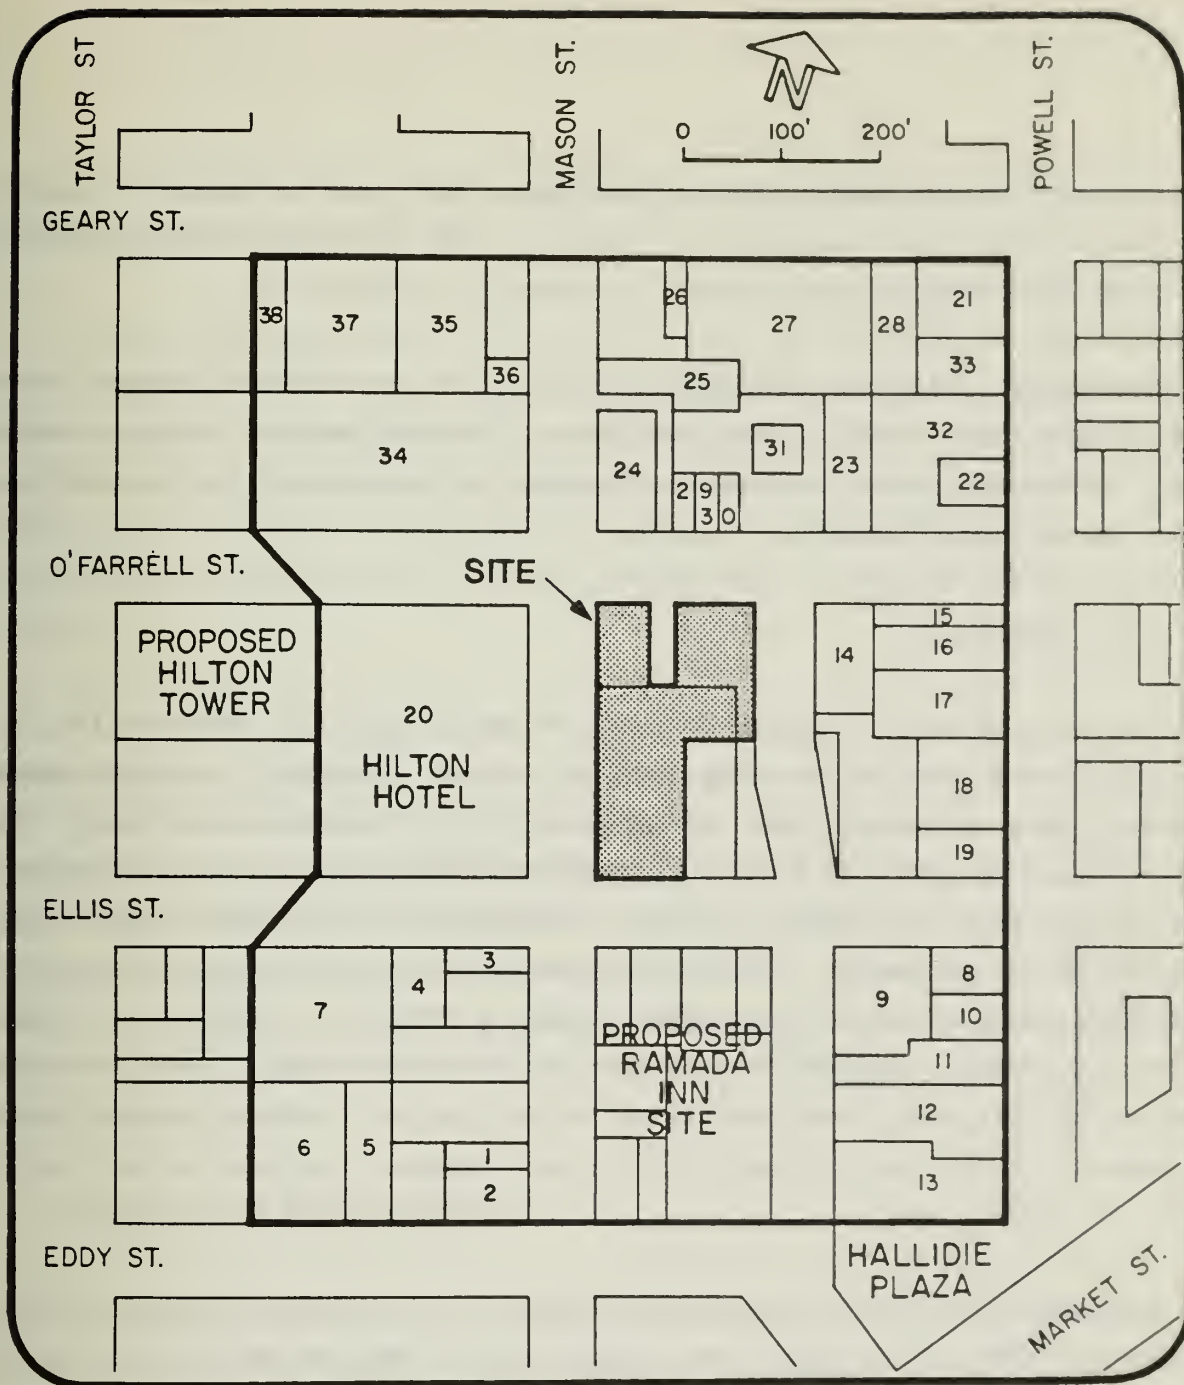 TAYLOR ST
MASON ST.
POWELL ST.
N
0 100' 200'
GEARY ST.
38 37 35 36
26 27 28 21
33
25
34
24 31 23 32
22
2 9
3 0
O'FARRELL ST.
SITE
PROPOSED
HILTON
TOWER
20
HILTON
HOTEL
14
15
16
17
18
19
ELLIS ST.
7 4 3
9 8
10
11
12
13
6 5 1
2
PROPOSED
RAMADA
INN
SITE
EDDY ST.
HALLIDIE
PLAZA
MARKET ST.